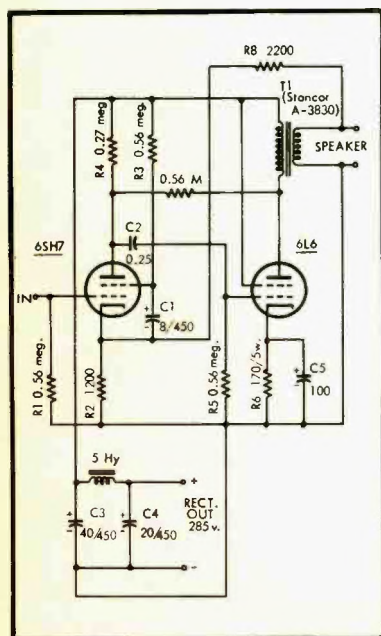 R8 2200
T1
(Stancor
A-3830)
SPEAKER
R4 0.27 meg.
R3 0.56 meg.
0.56 M
6SH7
C2
0.25
6L6
IN
C1
8/450
R1 0.56 meg.
R2 1200
R5 0.56 meg.
R6 170/5w.
C5
100
5 Hy
+
RECT.
OUT
285 v.
C3
40/450
C4
20/450
-